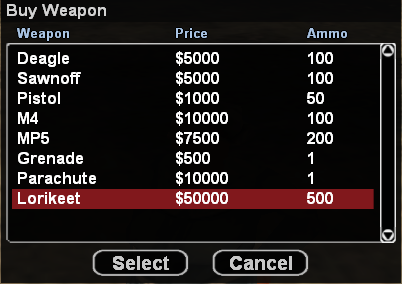 Buy Weapon
Weapon Price Ammo
Deagle $5000 100
Sawnoff $5000 100
Pistol $1000 50
M4 $10000 100
MP5 $7500 200
Grenade $500 1
Parachute $10000 1
Lorikeet $50000 500
Select Cancel